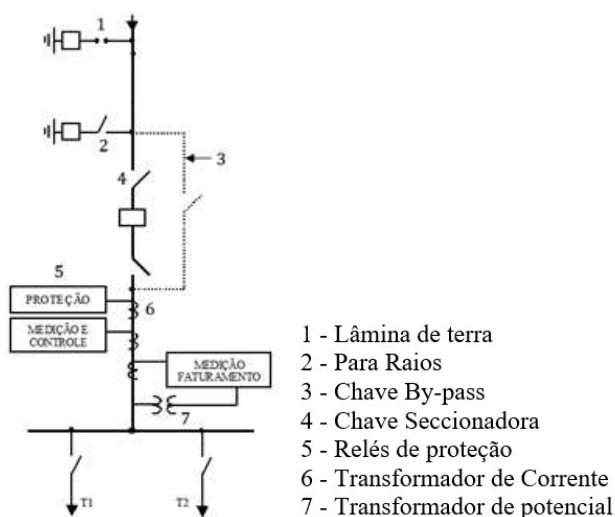 1
2
3
4
5
PROTEÇÃO
6
MEDIÇÃO E
CONTROLE
MEDIÇÃO
FATURAMENTO
7
T1
T2
1 - Lâmina de terra
2 - Para Raios
3 - Chave By-pass
4 - Chave Seccionadora
5 - Relés de proteção
6 - Transformador de Corrente
7 - Transformador de potencial